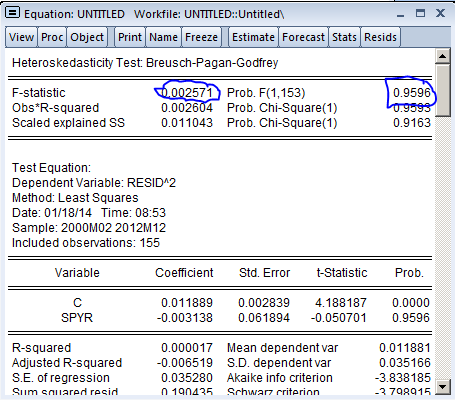 Equation: UNTITLED Workfile: UNTITLED::Untitled\
View Proc Object Print Name Freeze Estimate Forecast Stats Resids
Heteroskedasticity Test: Breusch-Pagan-Godfrey
F-statistic 0.002571 Prob. F(1,153) 0.9596
Obs*R-squared 0.002604 Prob. Chi-Square(1) 0.9593
Scaled explained SS 0.011043 Prob. Chi-Square(1) 0.9163
Test Equation:
Dependent Variable: RESID^2
Method: Least Squares
Date: 01/18/14 Time: 08:53
Sample: 2000M02 2012M12
Included observations: 155
Variable Coefficient Std. Error t-Statistic Prob.
C 0.011889 0.002839 4.188187 0.0000
SPYR -0.003138 0.061894 -0.050701 0.9596
R-squared 0.000017 Mean dependent var 0.011881
Adjusted R-squared -0.006519 S.D. dependent var 0.035166
S.E. of regression 0.035280 Akaike info criterion -3.838185
Sum squared resid 0.190435 Schwarz criterion -3.798915